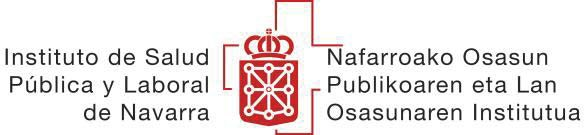 Instituto de Salud
Pública y Laboral
de Navarra
Nafarroako Osasun
Publikoaren eta Lan
Osasunaren Institutua